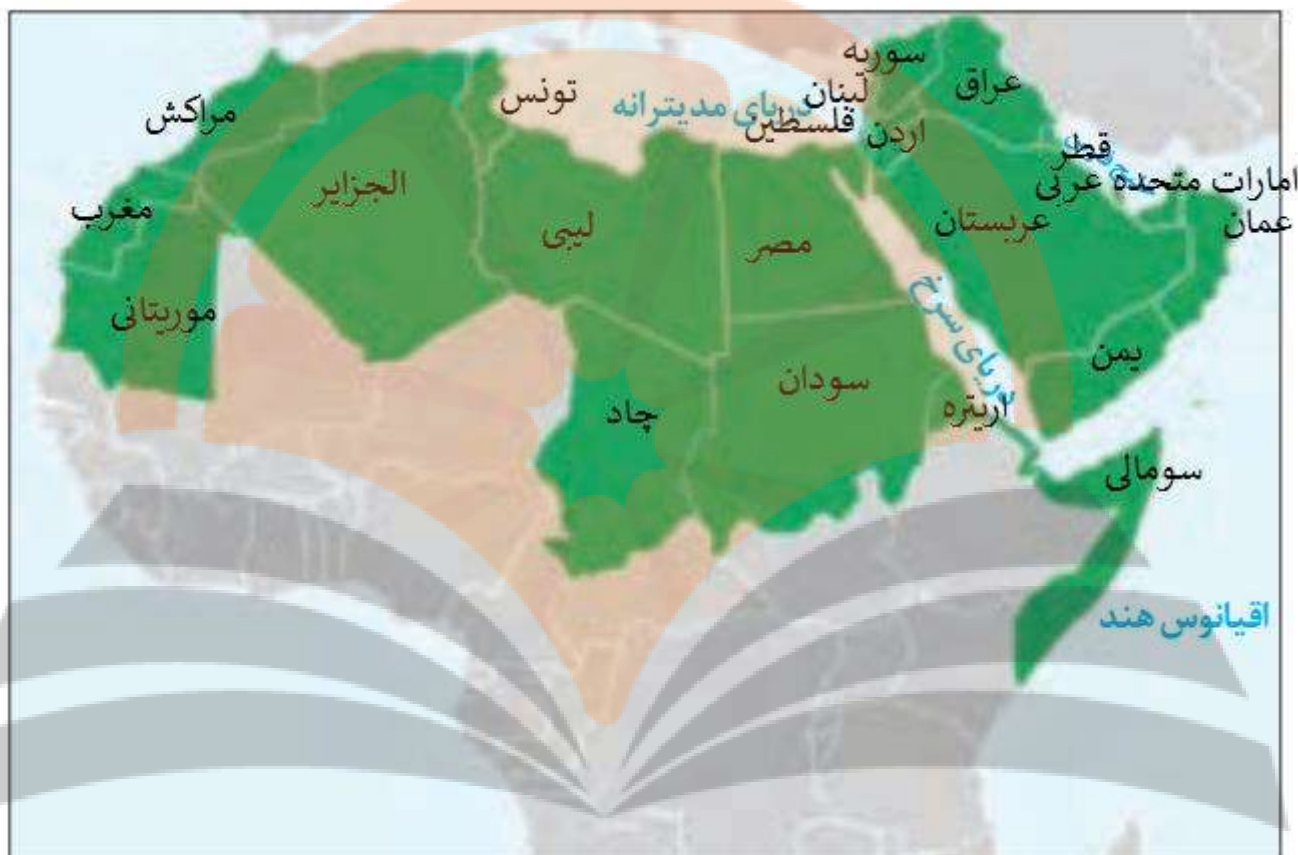 سوریه
عراق
لبنان
دریای مدیترانه
تونس
فلسطین
اردن
مراکش
قطر
امارات متحده عربی
الجزایر
مغرب
عمان
عربستان
لیبی
مصر
دریای سرخ
موریتانی
یمن
سودان
اریتره
چاد
سومالی
اقیانوس هند